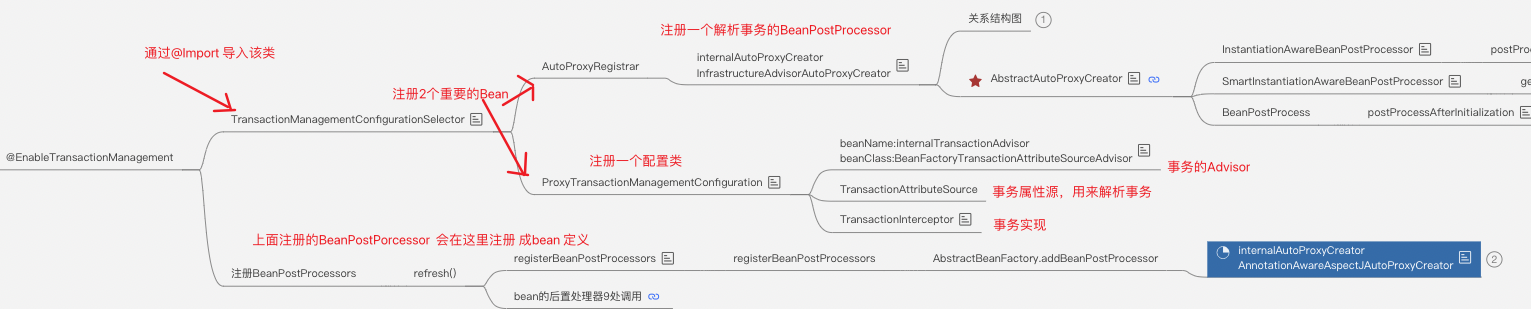 关系结构图
1
注册一个解析事务的BeanPostProcessor
通过@Import 导入该类
internalAutoProxyCreator
InfrastructureAdvisorAutoProxyCreator
AutoProxyRegistrar
AbstractAutoProxyCreator
InstantiationAwareBeanPostProcessor
postProc
SmartInstantiationAwareBeanPostProcessor
ge
BeanPostProcess
postProcessAfterInitialization
注册2个重要的Bean
TransactionManagementConfigurationSelector
@EnableTransactionManagement
注册一个配置类
ProxyTransactionManagementConfiguration
beanName:internalTransactionAdvisor
beanClass:BeanFactoryTransactionAttributeSourceAdvisor
事务的Advisor
TransactionAttributeSource
事务属性源，用来解析事务
TransactionInterceptor
事务实现
上面注册的BeanPostPorcessor 会在这里注册 成bean 定义
注册BeanPostProcessors
refresh()
registerBeanPostProcessors
registerBeanPostProcessors
AbstractBeanFactory.addBeanPostProcessor
internalAutoProxyCreator
AnnotationAwareAspectJAutoProxyCreator
2
bean的后置处理器9处调用